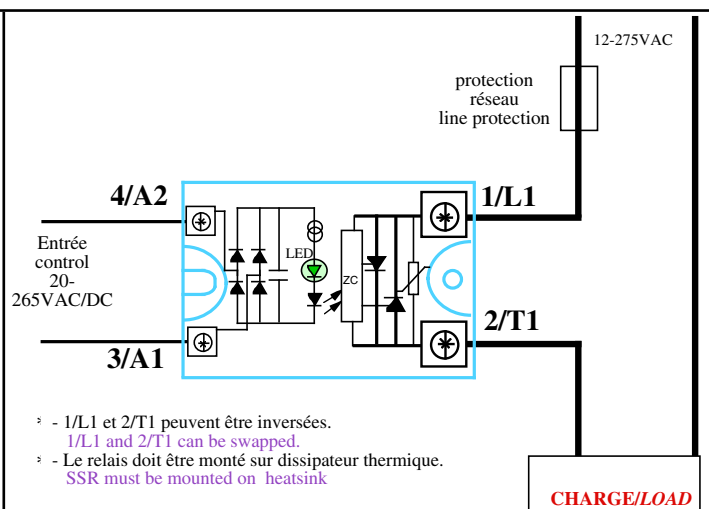 12-275VAC
protection
réseau
line protection
4/A2
1/L1
Entrée
control
20-
265VAC/DC
LED
ZC
3/A1
2/T1
* - 1/L1 et 2/T1 peuvent être inversées.
1/L1 and 2/T1 can be swapped.
* - Le relais doit être monté sur dissipateur thermique.
SSR must be mounted on heatsink
CHARGE/LOAD